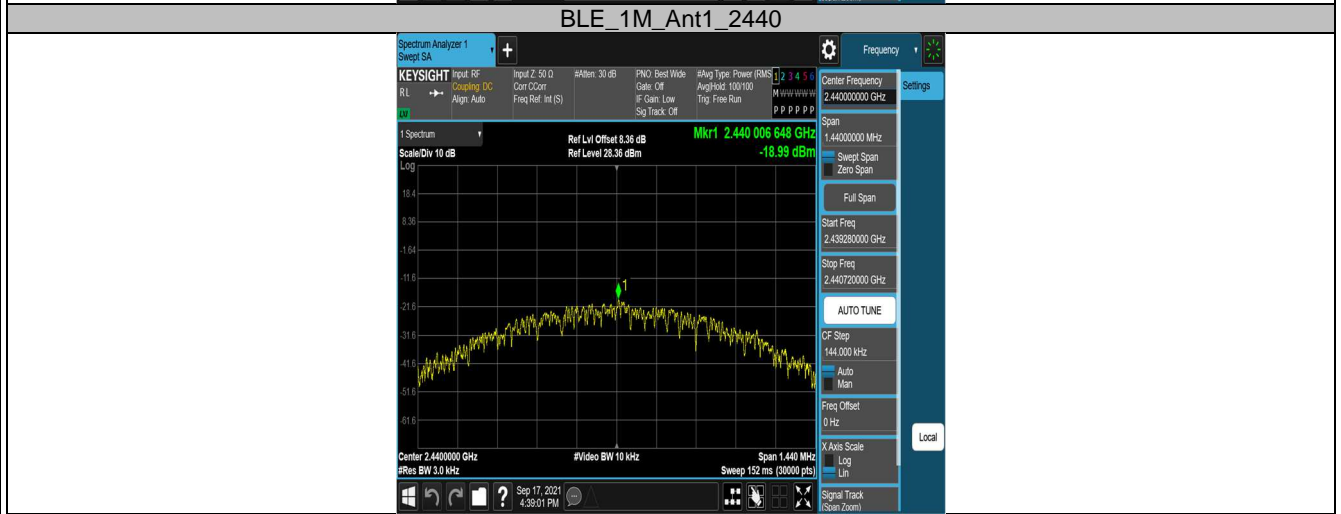 BLE_1M_Ant1_2440
Spectrum Analyzer 1
Swept SA
Frequency
KEYSIGHT
RL
Input: RF
Coupling: DC
Align: Auto
Input Z: 50 Ω
Corr CCorr
Freq Ref: Int (S)
#Atten: 30 dB
PNO: Best Wide
Gate: Off
IF Gain: Low
Sig Track: Off
#Avg Type: Power (RMS
Avg|Hold: 100/100
Trig: Free Run
1 2 3 4 5 6
M W W W W W
P P P P P P
1 Spectrum
Scale/Div 10 dB
Log
Ref Lvl Offset 8.36 dB
Ref Level 28.36 dBm
Mkr1 2.440 006 648 GHz
-18.99 dBm
18.4
8.36
-1.64
-11.6
-21.6
-31.6
-41.6
-51.6
-61.6
1
Center 2.4400000 GHz
#Res BW 3.0 kHz
#Video BW 10 kHz
Span 1.440 MHz
Sweep 152 ms (30000 pts)
Sep 17, 2021
4:39:01 PM
Center Frequency
2.440000000 GHz
Settings
Span
1.44000000 MHz
Swept Span
Zero Span
Full Span
Start Freq
2.439280000 GHz
Stop Freq
2.440720000 GHz
AUTO TUNE
CF Step
144.000 kHz
Auto
Man
Freq Offset
0 Hz
X Axis Scale
Log
Lin
Local
Signal Track
(Span Zoom)